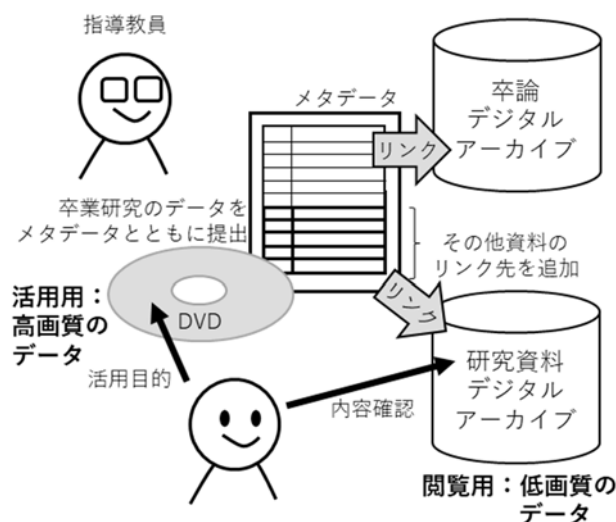 指導教員
メタデータ
卒論
デジタル
アーカイブ
リンク
卒業研究のデータを
メタデータとともに提出
その他資料の
リンク先を追加
リンク
活用用：
高画質の
データ
DVD
活用目的
内容確認
研究資料
デジタル
アーカイブ
閲覧用：低画質の
データ